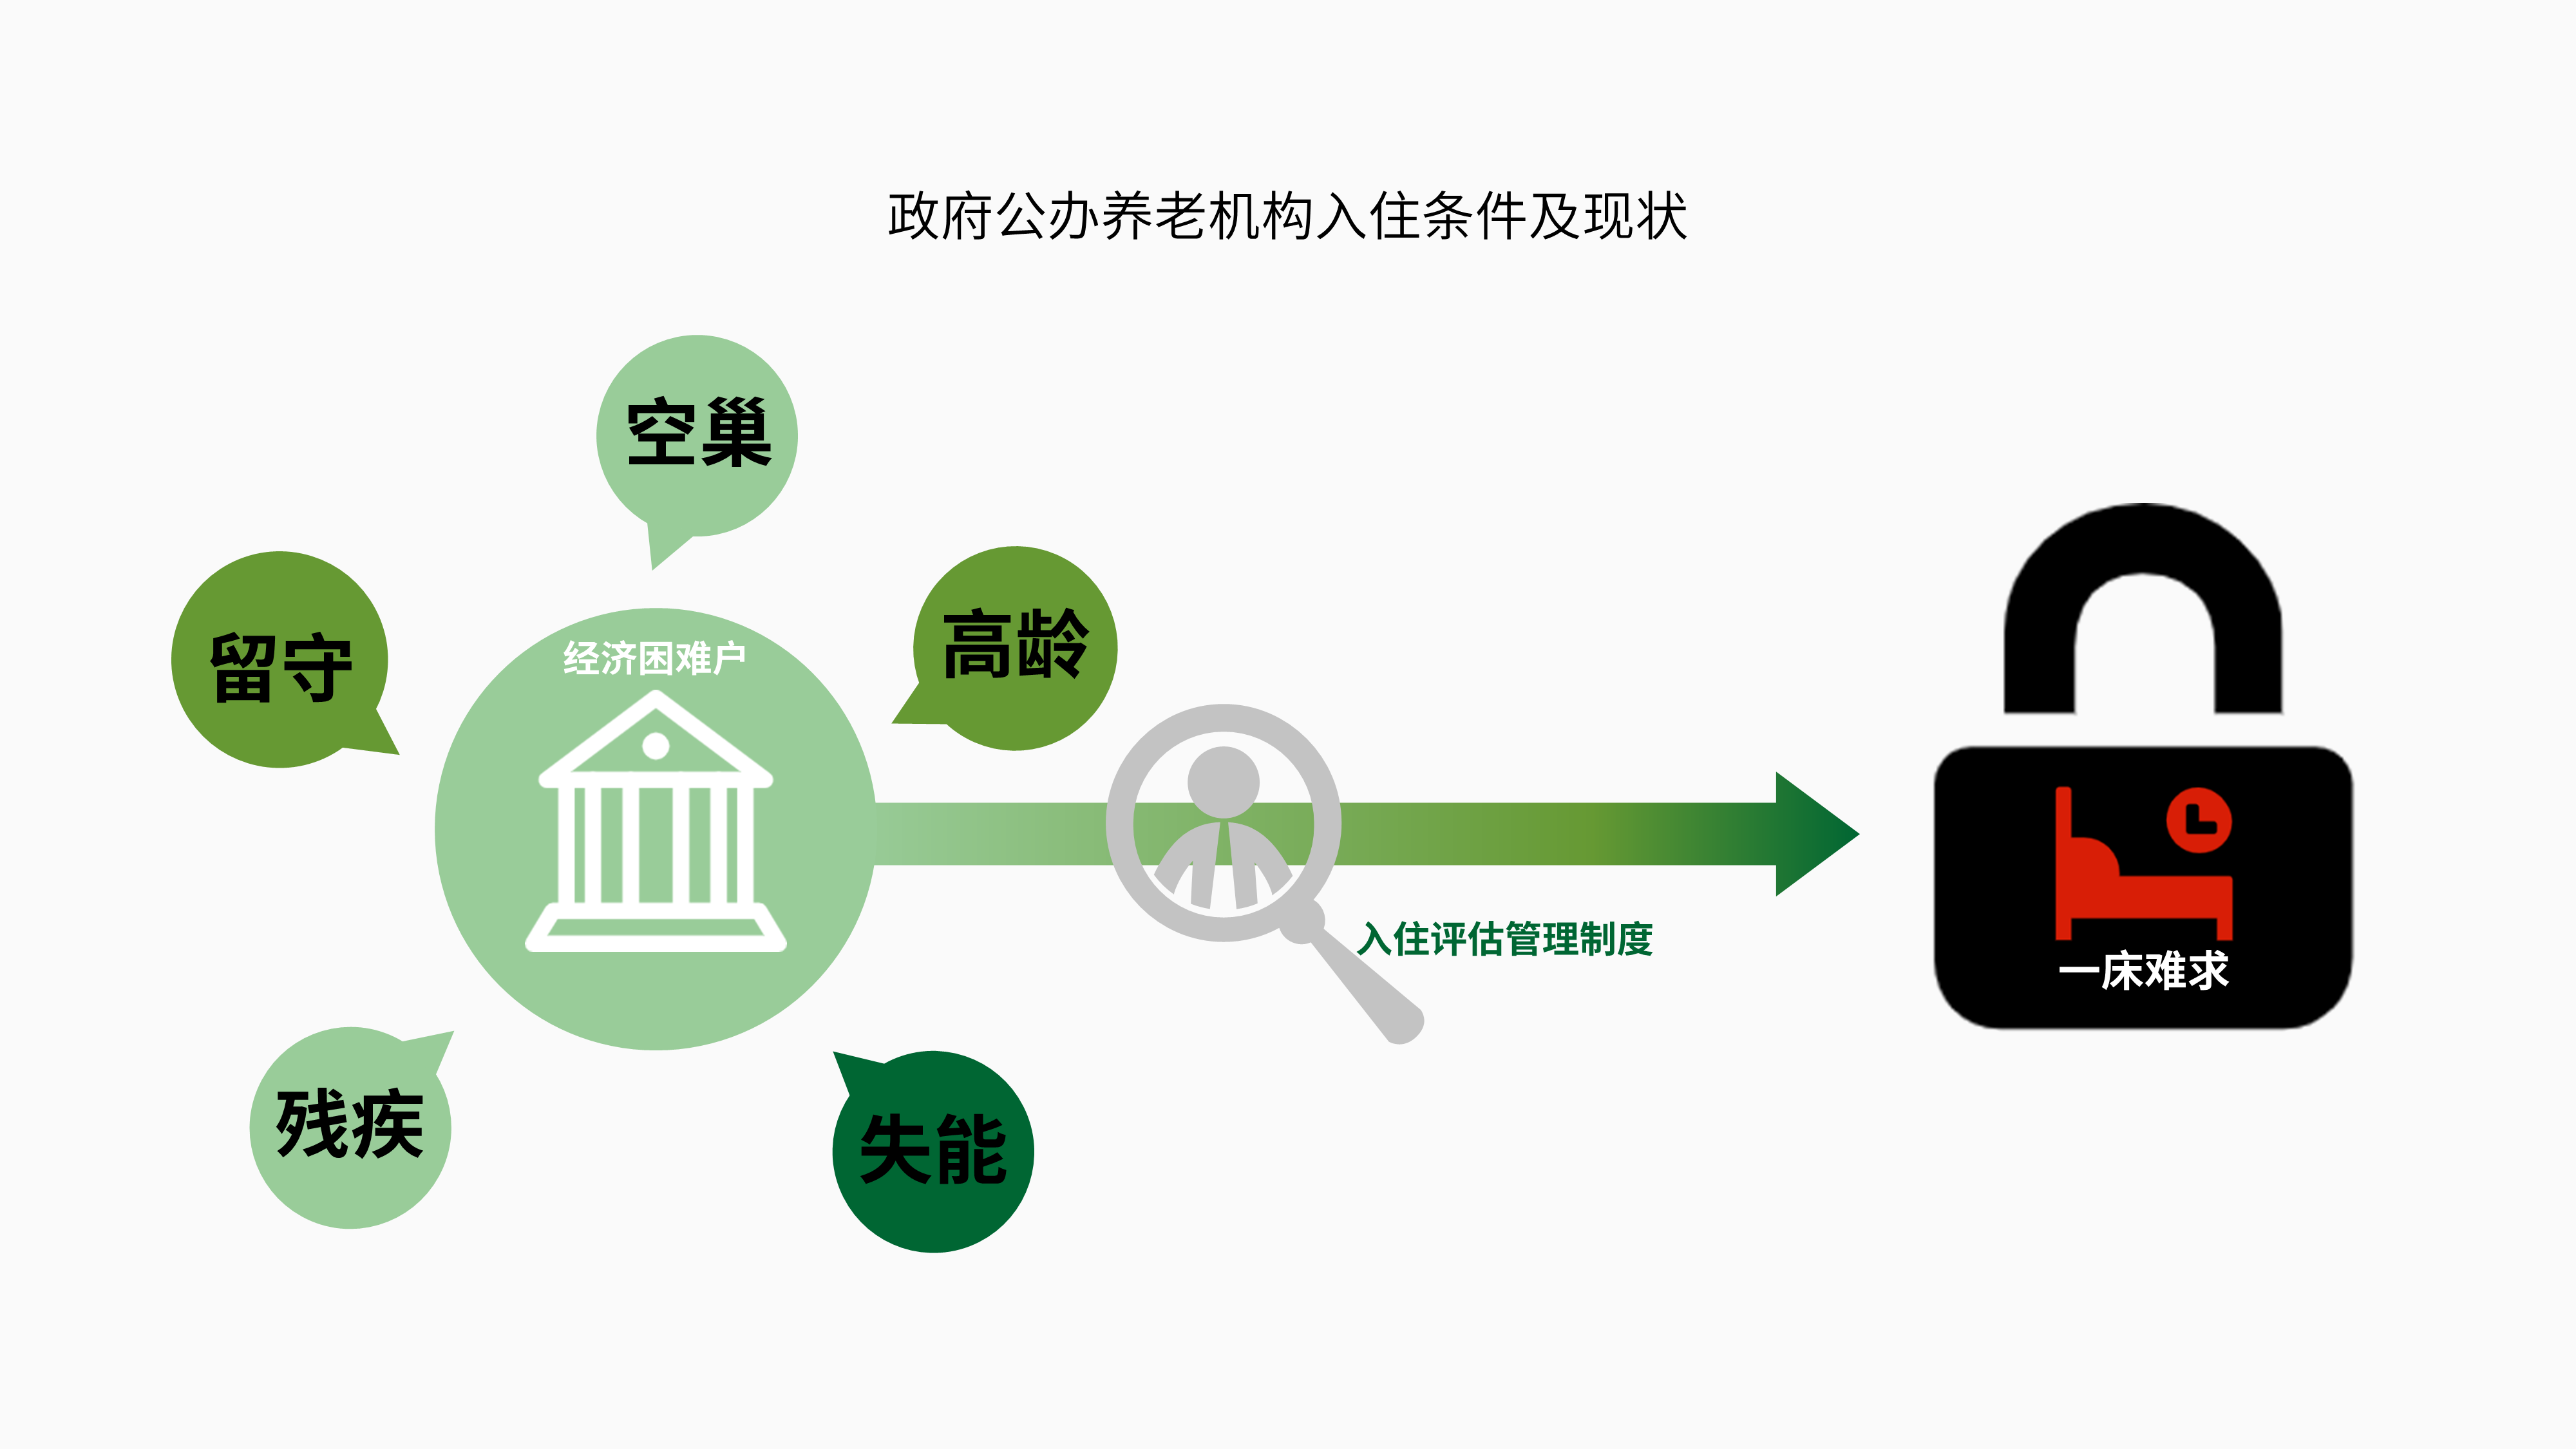 政府公办养老机构入住条件及现状
空巢
留守
高龄
经济困难户
入住评估管理制度
一床难求
残疾
失能